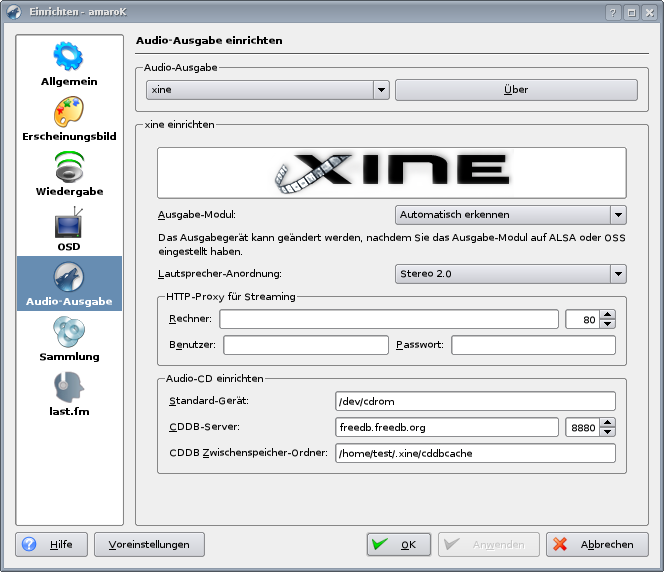 Einrichten - amaroK
Allgemein
Erscheinungsbild
Wiedergabe
OSD
Audio-Ausgabe
Sammlung
last.fm
Audio-Ausgabe einrichten
Audio-Ausgabe
xine
Über
xine einrichten
XINE
Ausgabe-Modul:
Automatisch erkennen
Das Ausgabegerät kann geändert werden, nachdem Sie das Ausgabe-Modul auf ALSA oder OSS
eingestellt haben.
Lautsprecher-Anordnung:
Stereo 2.0
HTTP-Proxy für Streaming
Rechner:
80
Benutzer:
Passwort:
Audio-CD einrichten
Standard-Gerät:
/dev/cdrom
CDDB-Server:
freedb.freedb.org
8880
CDDB Zwischenspeicher-Ordner:
/home/test/.xine/cddbcache
Hilfe
Voreinstellungen
OK
Anwenden
Abbrechen